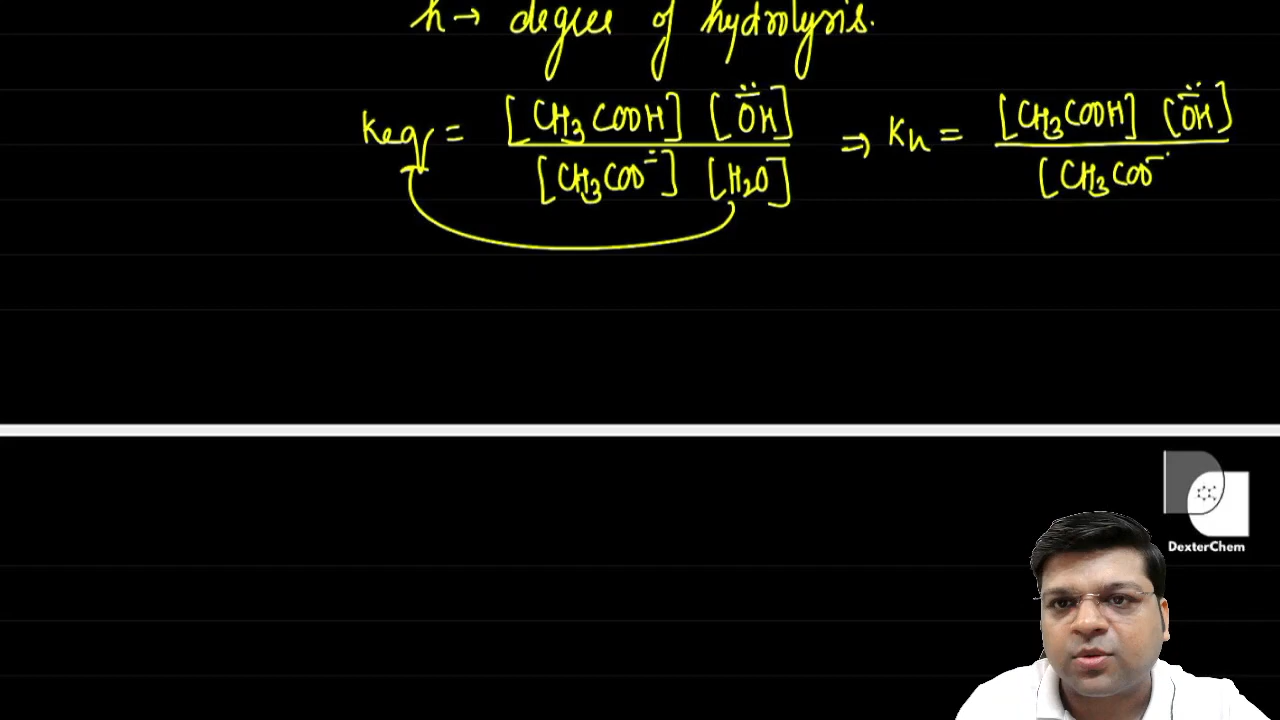 h → degree of hydrolysis.
Keq = [CH3COOH] [OH⁻] / [CH3COO⁻] [H2O] ⇒ Kh = [CH3COOH] [OH⁻] / [CH3COO⁻
DexterChem